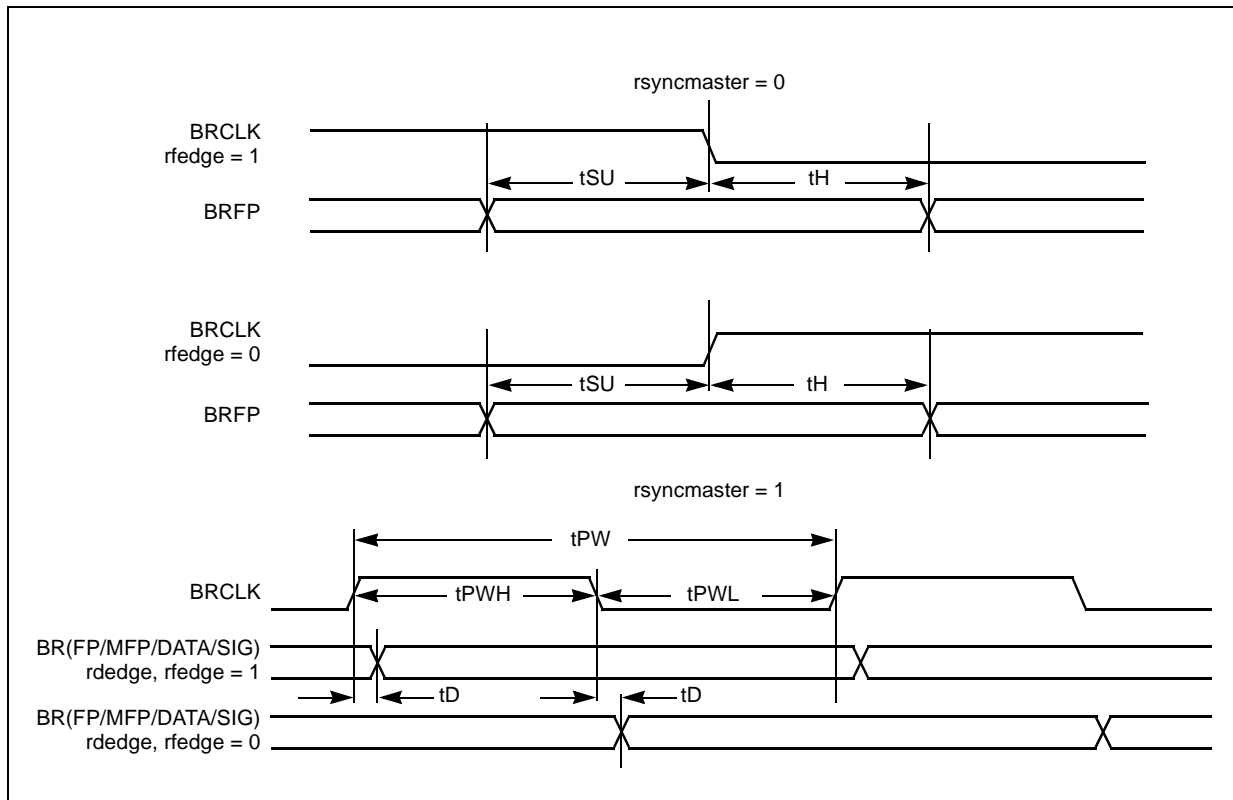 rsyncmaster = 0
BRCLK
rfedge = 1
tSU
tH
BRFP
BRCLK
rfedge = 0
tSU
tH
BRFP
rsyncmaster = 1
tPW
BRCLK
tPWH
tPWL
BR(FP/MFP/DATA/SIG)
rdedge, rfedge = 1
tD
tD
BR(FP/MFP/DATA/SIG)
rdedge, rfedge = 0